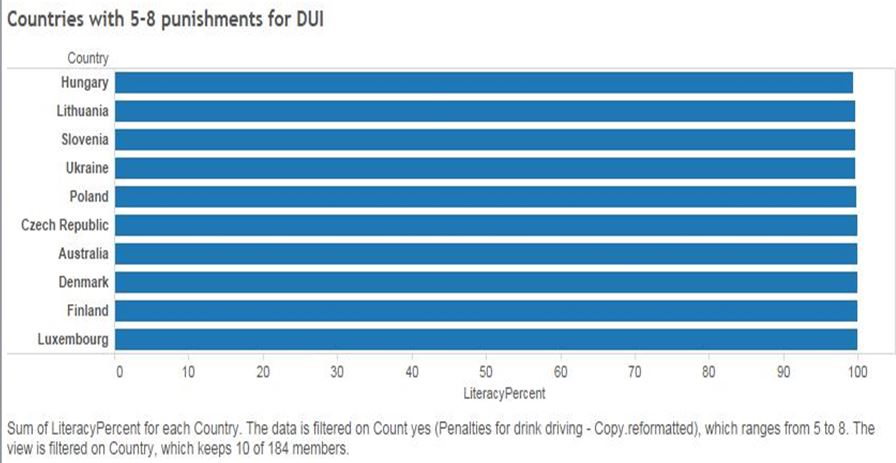 Countries with 5-8 punishments for DUI
Country
Hungary
Lithuania
Slovenia
Ukraine
Poland
Czech Republic
Australia
Denmark
Finland
Luxembourg
0 10 20 30 40 50 60 70 80 90 100
LiteracyPercent
Sum of LiteracyPercent for each Country. The data is filtered on Count yes (Penalties for drink driving - Copy.reformatted), which ranges from 5 to 8. The
view is filtered on Country, which keeps 10 of 184 members.